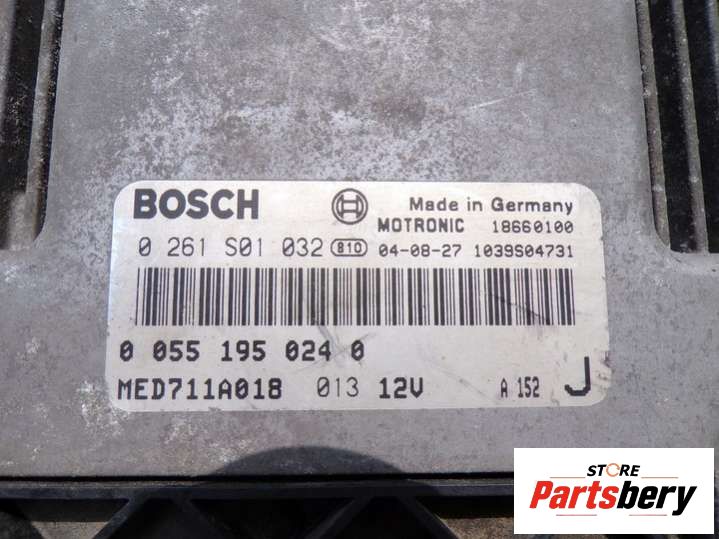 BOSCH
Made in Germany
MOTRONIC 18660100
0 261 S01 032 810 04-08-27 1039S04731
0 055 195 024 0
MED711A018 013 12V A 152 J
STORE
Partsbery